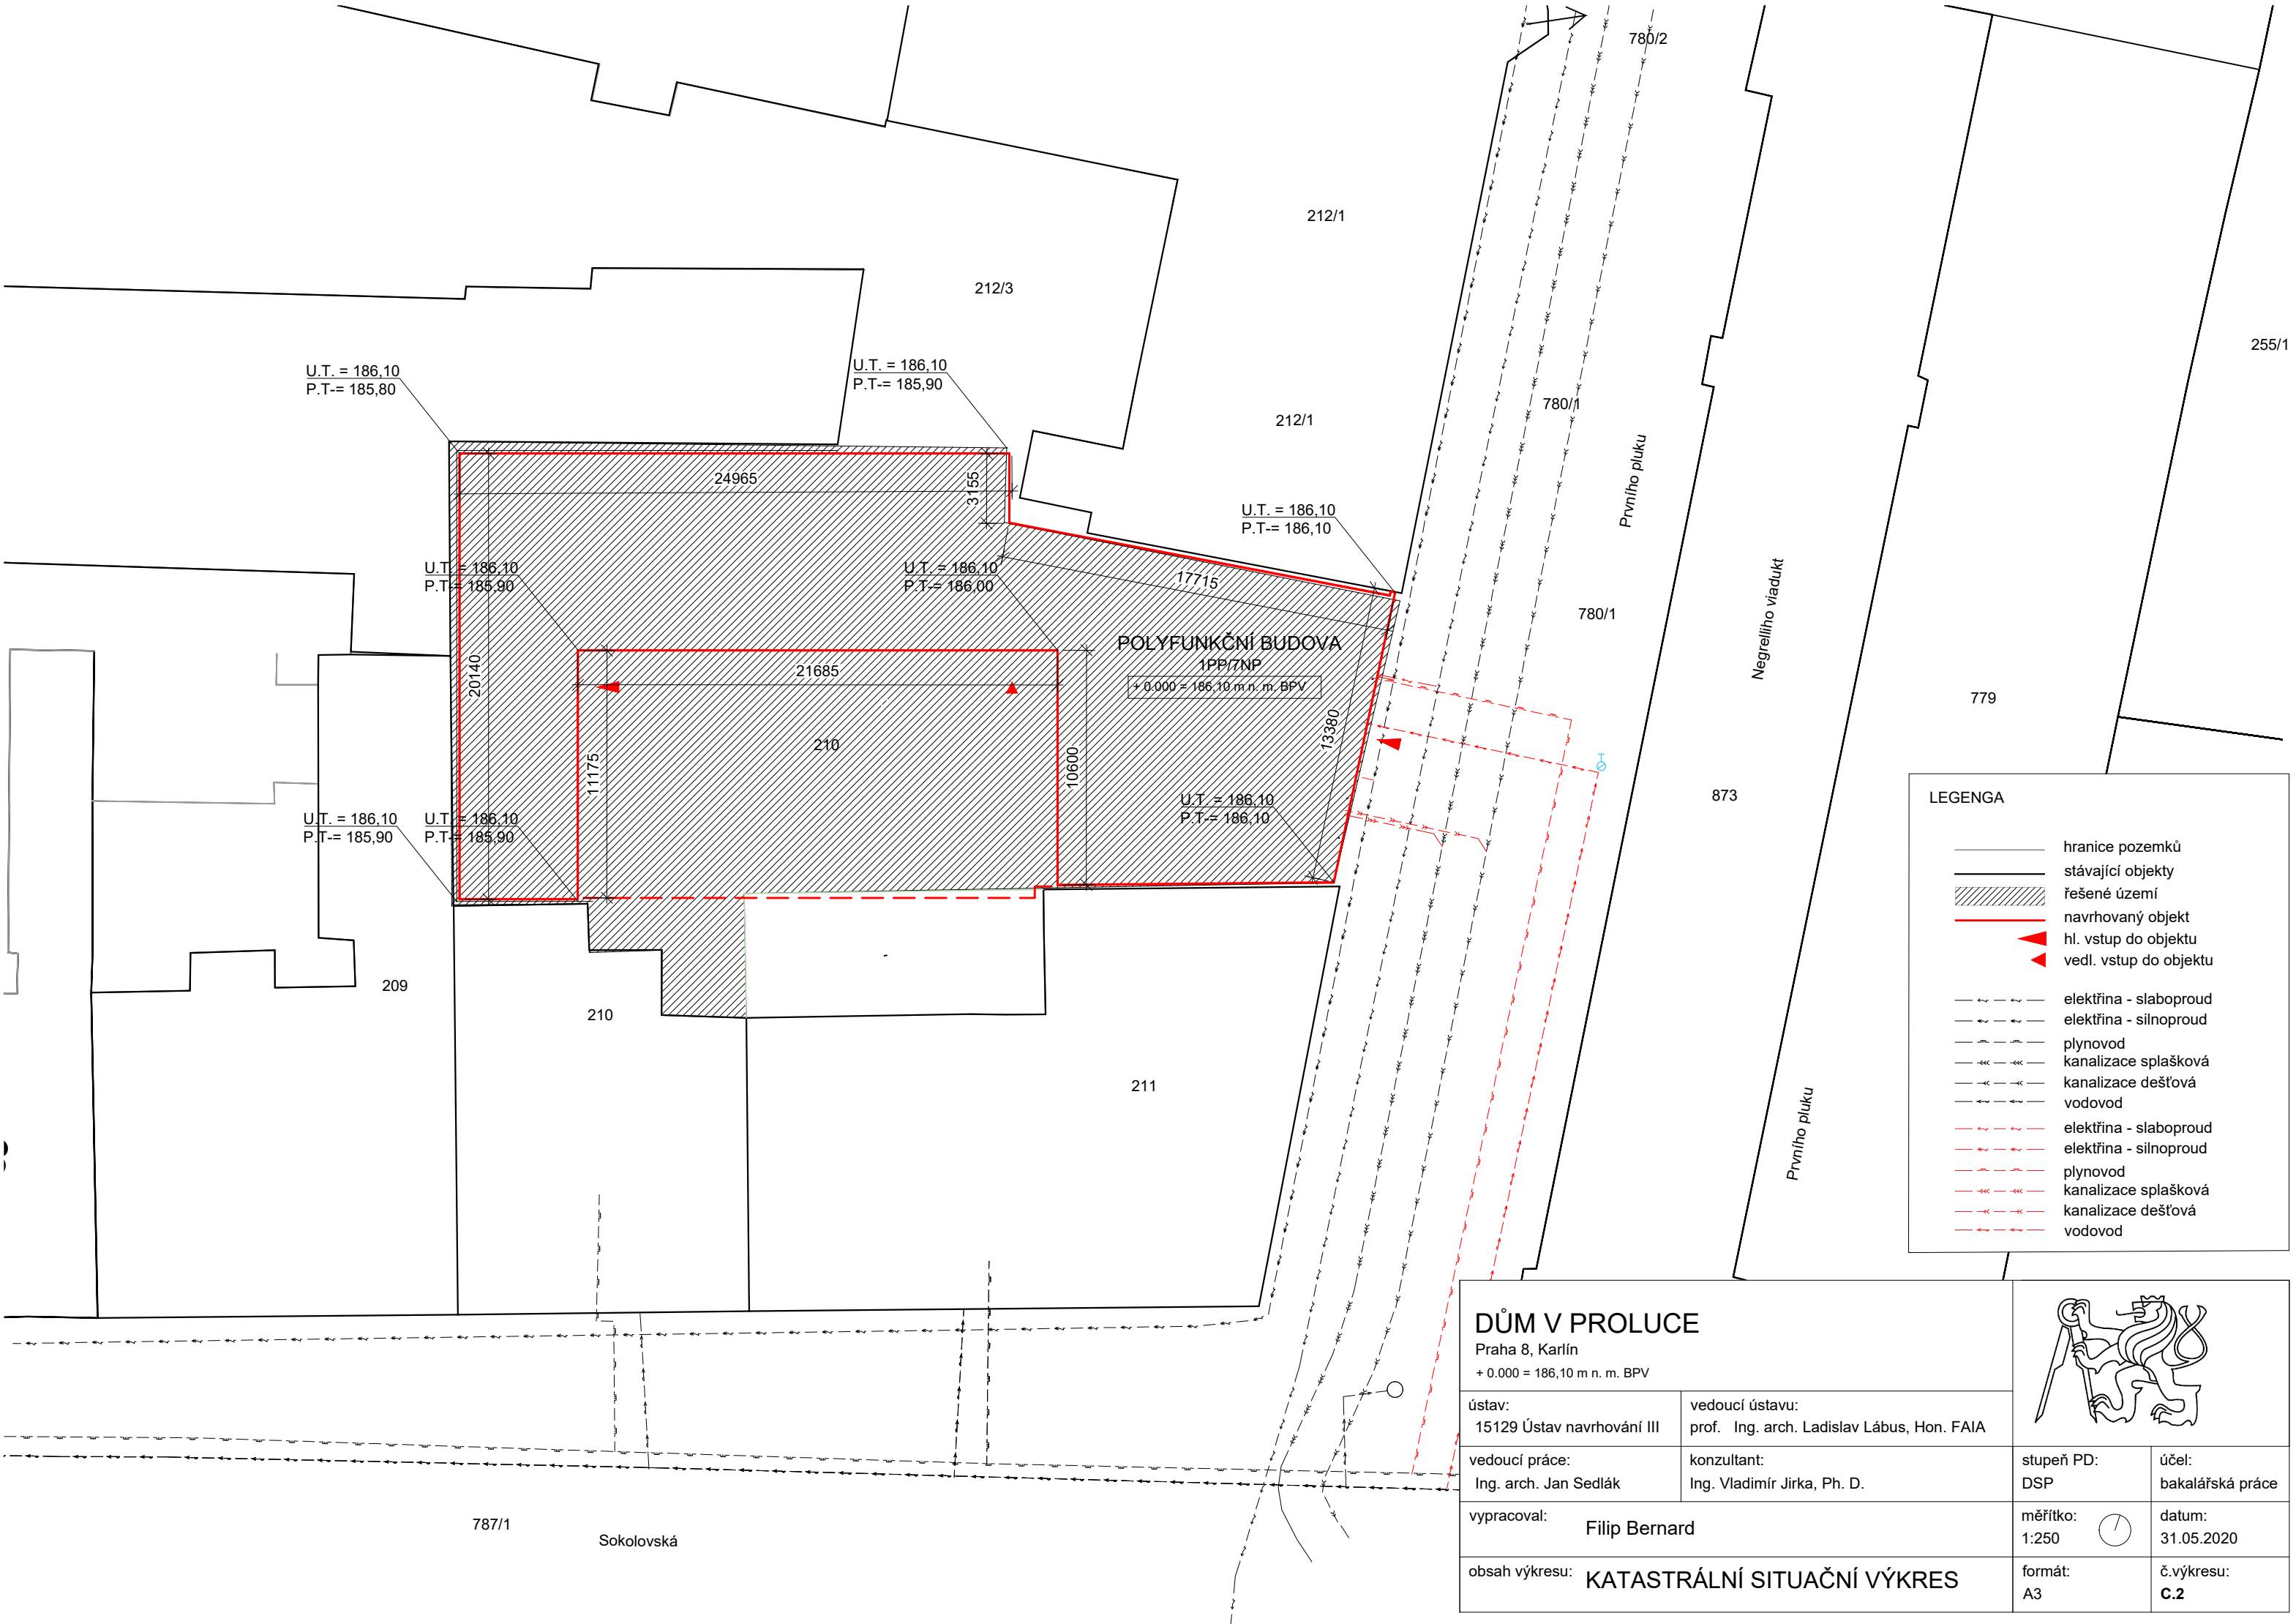 780/2
212/1
212/3
255/1
U.T. = 186,10
P.T-= 185,80
U.T. = 186,10
P.T-= 185,90
780/1
212/1
Prvního pluku
24965
3155
U.T. = 186,10
P.T-= 186,10
U.T. = 186,10
P.T-= 185,90
U.T. = 186,10
P.T-= 186,00
17715
780/1
Negrelliho viadukt
POLYFUNKČNÍ BUDOVA
1PP/7NP
+ 0.000 = 186,10 m n. m. BPV
20140
21685
779
13380
210
11175
10600
873
U.T. = 186,10
P.T-= 185,90
U.T. = 186,10
P.T-= 185,90
U.T. = 186,10
P.T-= 186,10
209
210
211
Prvního pluku
787/1
Sokolovská
LEGENGA
hranice pozemků
stávající objekty
řešené území
navrhovaný objekt
hl. vstup do objektu
vedl. vstup do objektu
elektřina - slaboproud
elektřina - silnoproud
plynovod
kanalizace splašková
kanalizace dešťová
vodovod
elektřina - slaboproud
elektřina - silnoproud
plynovod
kanalizace splašková
kanalizace dešťová
vodovod
DŮM V PROLUCE
Praha 8, Karlín
+ 0.000 = 186,10 m n. m. BPV
ústav:
15129 Ústav navrhování III
vedoucí ústavu:
prof. Ing. arch. Ladislav Lábus, Hon. FAIA
vedoucí práce:
Ing. arch. Jan Sedlák
konzultant:
Ing. Vladimír Jirka, Ph. D.
stupeň PD:
DSP
účel:
bakalářská práce
vypracoval:
Filip Bernard
měřítko:
1:250
datum:
31.05.2020
obsah výkresu:
KATASTRÁLNÍ SITUAČNÍ VÝKRES
formát:
A3
č.výkresu:
C.2